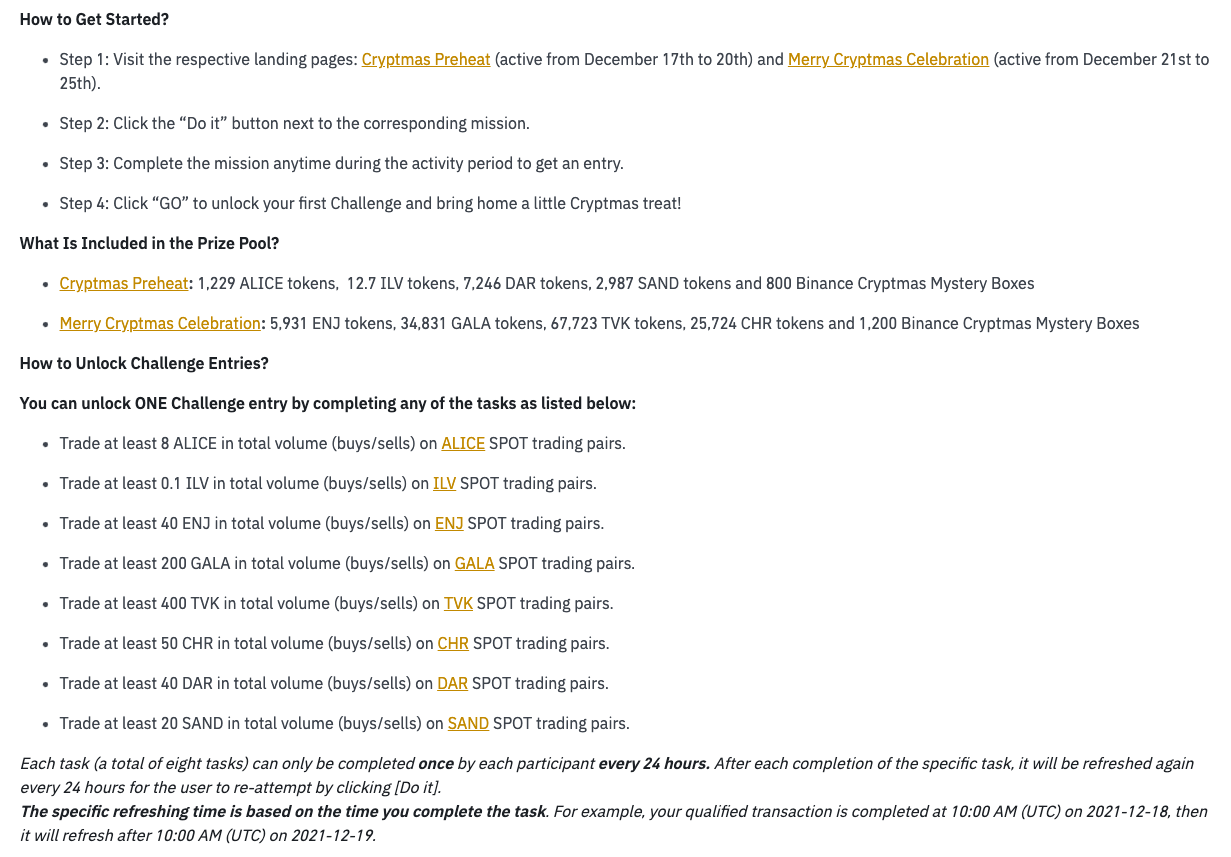 How to Get Started?
• Step 1: Visit the respective landing pages: Cryptmas Preheat (active from December 17th to 20th) and Merry Cryptmas Celebration (active from December 21st to
25th).
• Step 2: Click the “Do it” button next to the corresponding mission.
• Step 3: Complete the mission anytime during the activity period to get an entry.
• Step 4: Click “GO” to unlock your first Challenge and bring home a little Cryptmas treat!
What Is Included in the Prize Pool?
• Cryptmas Preheat: 1,229 ALICE tokens,  12.7 ILV tokens, 7,246 DAR tokens, 2,987 SAND tokens and 800 Binance Cryptmas Mystery Boxes
• Merry Cryptmas Celebration: 5,931 ENJ tokens, 34,831 GALA tokens, 67,723 TVK tokens, 25,724 CHR tokens and 1,200 Binance Cryptmas Mystery Boxes
How to Unlock Challenge Entries?
You can unlock ONE Challenge entry by completing any of the tasks as listed below:
• Trade at least 8 ALICE in total volume (buys/sells) on ALICE SPOT trading pairs.
• Trade at least 0.1 ILV in total volume (buys/sells) on ILV SPOT trading pairs.
• Trade at least 40 ENJ in total volume (buys/sells) on ENJ SPOT trading pairs.
• Trade at least 200 GALA in total volume (buys/sells) on GALA SPOT trading pairs.
• Trade at least 400 TVK in total volume (buys/sells) on TVK SPOT trading pairs.
• Trade at least 50 CHR in total volume (buys/sells) on CHR SPOT trading pairs.
• Trade at least 40 DAR in total volume (buys/sells) on DAR SPOT trading pairs.
• Trade at least 20 SAND in total volume (buys/sells) on SAND SPOT trading pairs.
Each task (a total of eight tasks) can only be completed once by each participant every 24 hours. After each completion of the specific task, it will be refreshed again
every 24 hours for the user to re-attempt by clicking [Do it].
The specific refreshing time is based on the time you complete the task. For example, your qualified transaction is completed at 10:00 AM (UTC) on 2021-12-18, then
it will refresh after 10:00 AM (UTC) on 2021-12-19.